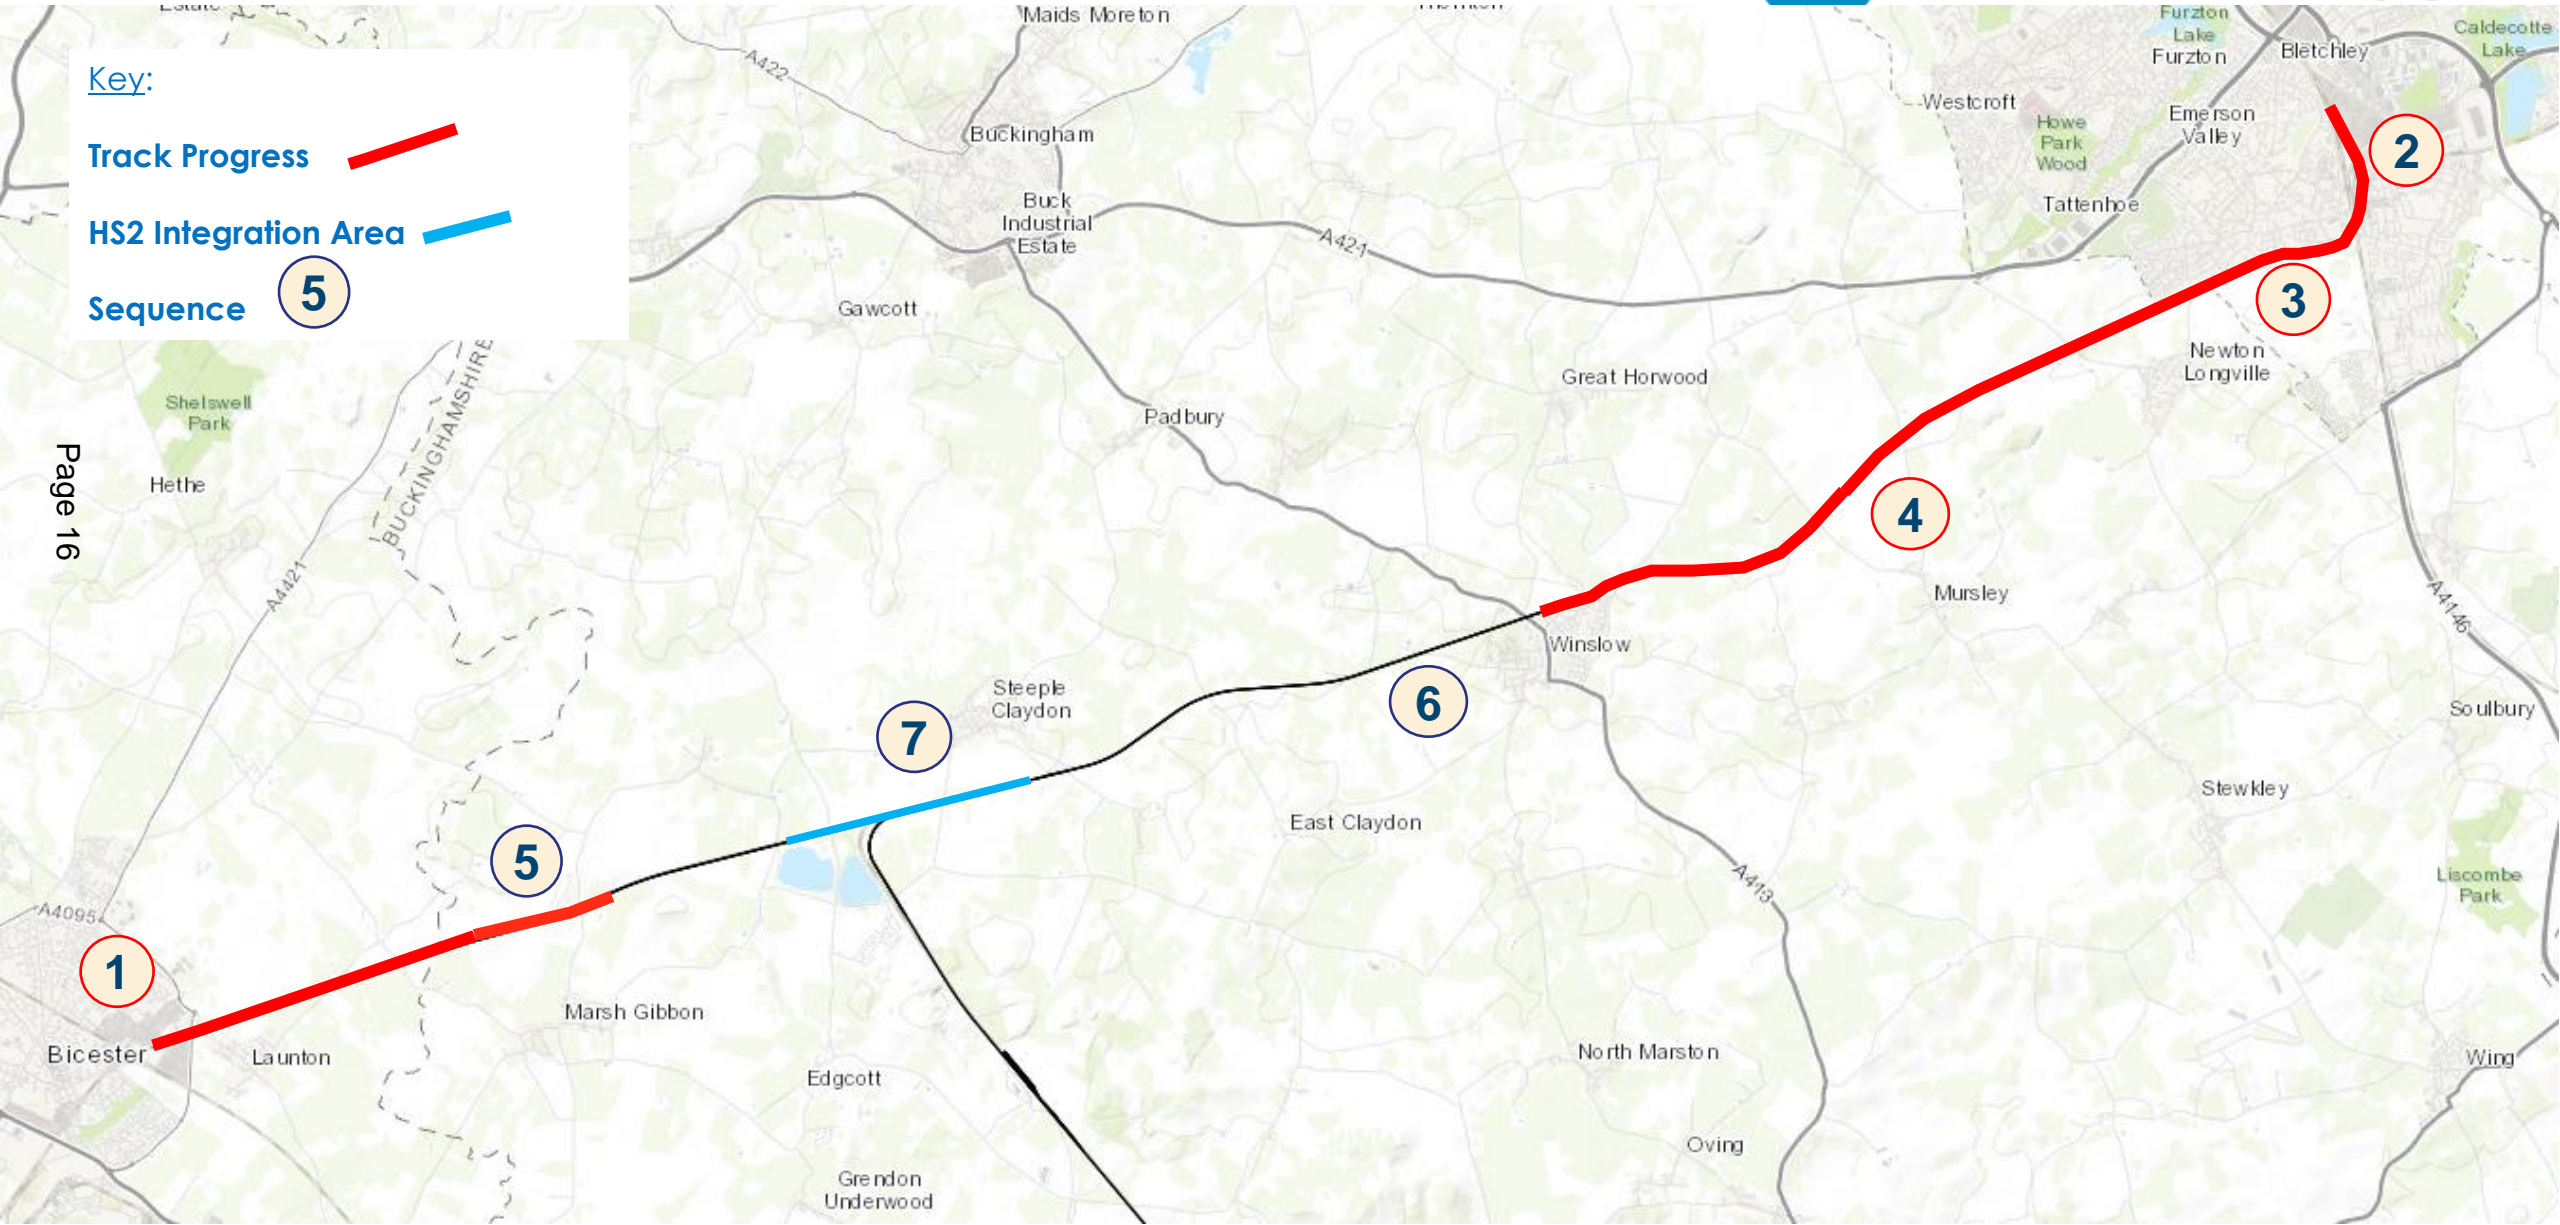 Estate
Maids Moreton
Thornton
Furzton
Lake
Furzton
Bletchley
Caldecotte
Lake
Key:
Track Progress
HS2 Integration Area
Sequence
5
A422
Buckingham
Buck
Industrial
Estate
A421
Westcroft
Howe
Park
Wood
Emerson
Valley
Tattenhoe
2
3
Gawcott
BUCKINGHAMSHIRE
Shelswell
Park
Hethe
Page 16
A4421
Padbury
Great Horwood
Newton
Longville
4
Mursley
A4146
Winslow
6
Soulbury
Steeple
Claydon
7
East Claydon
Stewkley
A413
Liscombe
Park
5
A4095
1
Bicester
Launton
Marsh Gibbon
Edgcott
Grendon
Underwood
North Marston
Oving
Wing